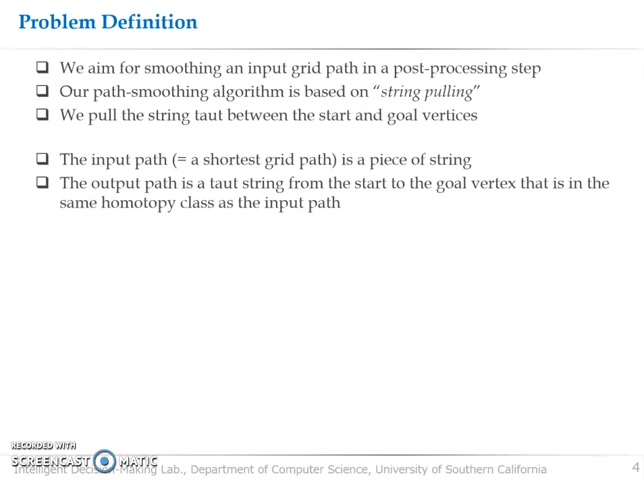 Problem Definition
❑ We aim for smoothing an input grid path in a post-processing step
❑ Our path-smoothing algorithm is based on “string pulling”
❑ We pull the string taut between the start and goal vertices
❑ The input path (= a shortest grid path) is a piece of string
❑ The output path is a taut string from the start to the goal vertex that is in the
same homotopy class as the input path
RECORDED WITH
SCREENCAST MATIC
Intelligent Decision-Making Lab., Department of Computer Science, University of Southern California
4